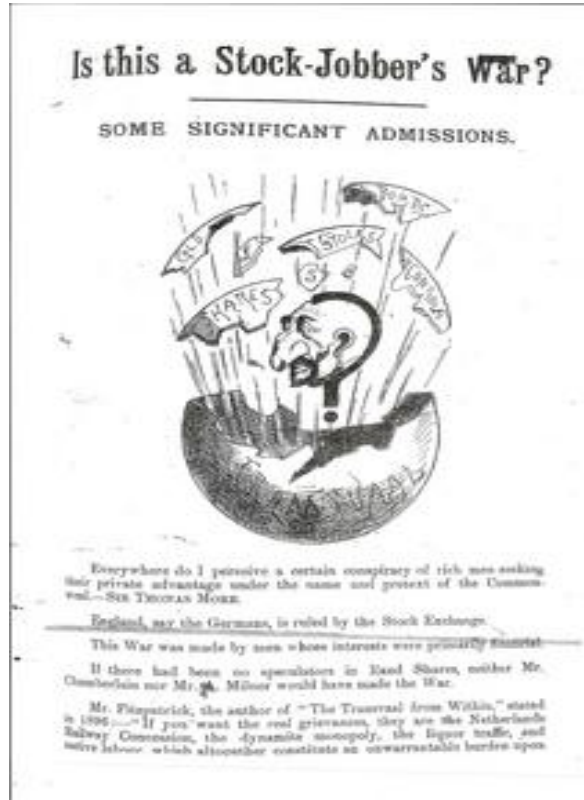 Is this a Stock-Jobber's War?
SOME SIGNIFICANT ADMISSIONS.
STOCKS
SHARES
S
TRANSVAAL
Everywhere do I perceive a certain conspiracy of rich men seeking
their private advantage under the name and pretext of the Common-
weal.—SIR THOMAS MORE.
England, say the Germans, is ruled by the Stock Exchange.
This War was made by men whose interests were primarily financial.
If there had been no speculators in Rand Shares, neither Mr.
Chamberlain nor Mr. Milner would have made the War.
Mr. Fitzpatrick, the author of "The Transvaal from Within," stated
in 1896:—"If you want the real grievances, they are the Netherlands
Railway Concession, the dynamite monopoly, the liquor traffic, and
native labour, which altogether constitute an unwarrantable burden upon